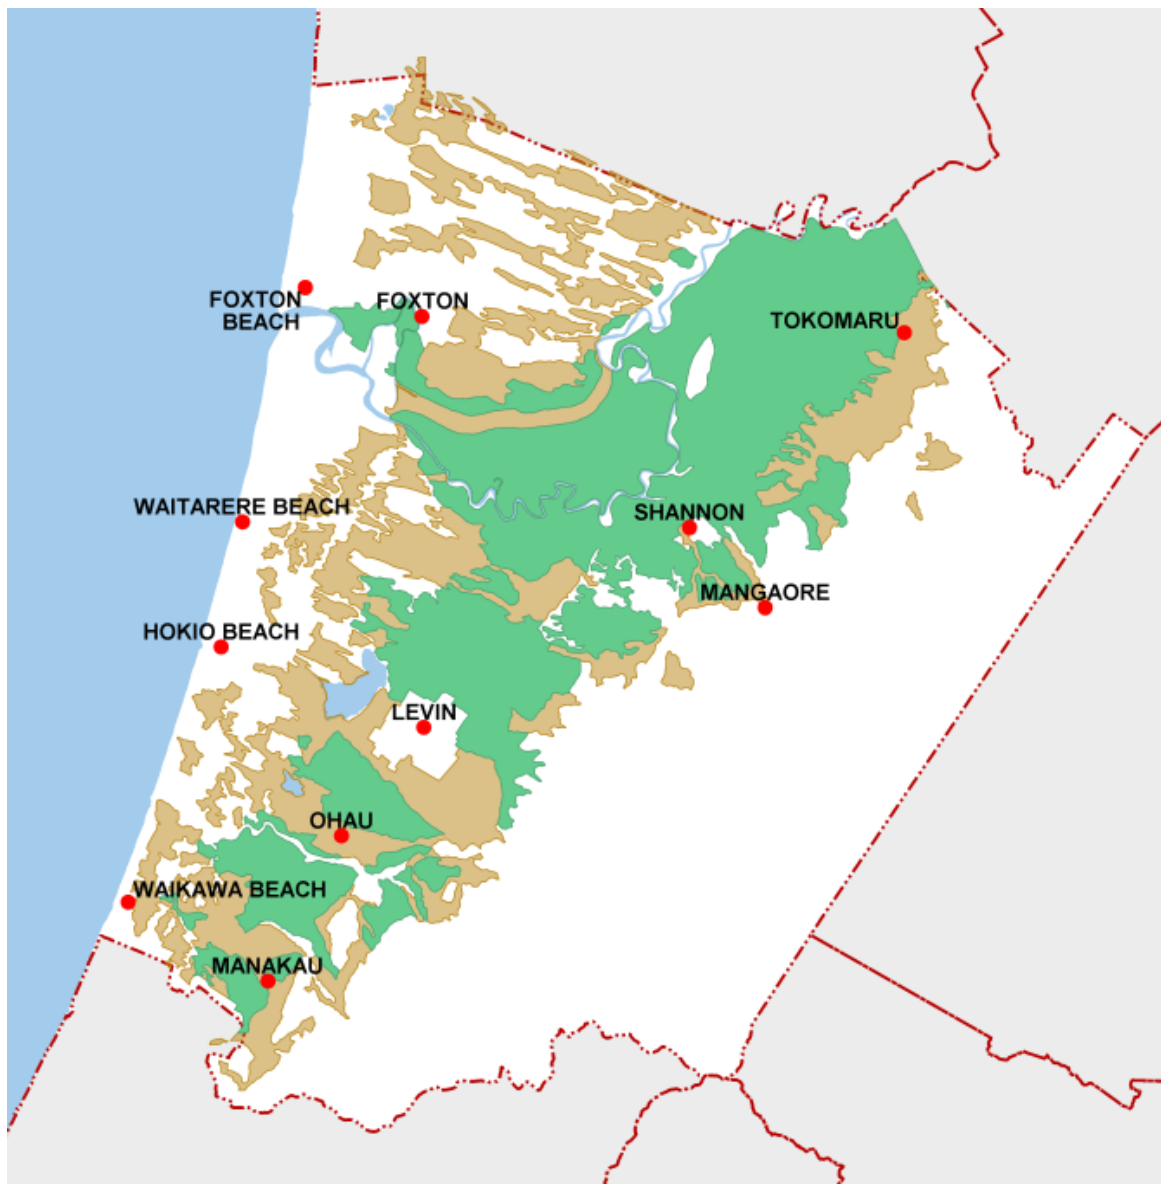 FOXTON
BEACH
FOXTON
TOKOMARU
WAITARERE BEACH
SHANNON
MANGAORE
HOKIO BEACH
LEVIN
OHAU
WAIKAWA BEACH
MANAKAU